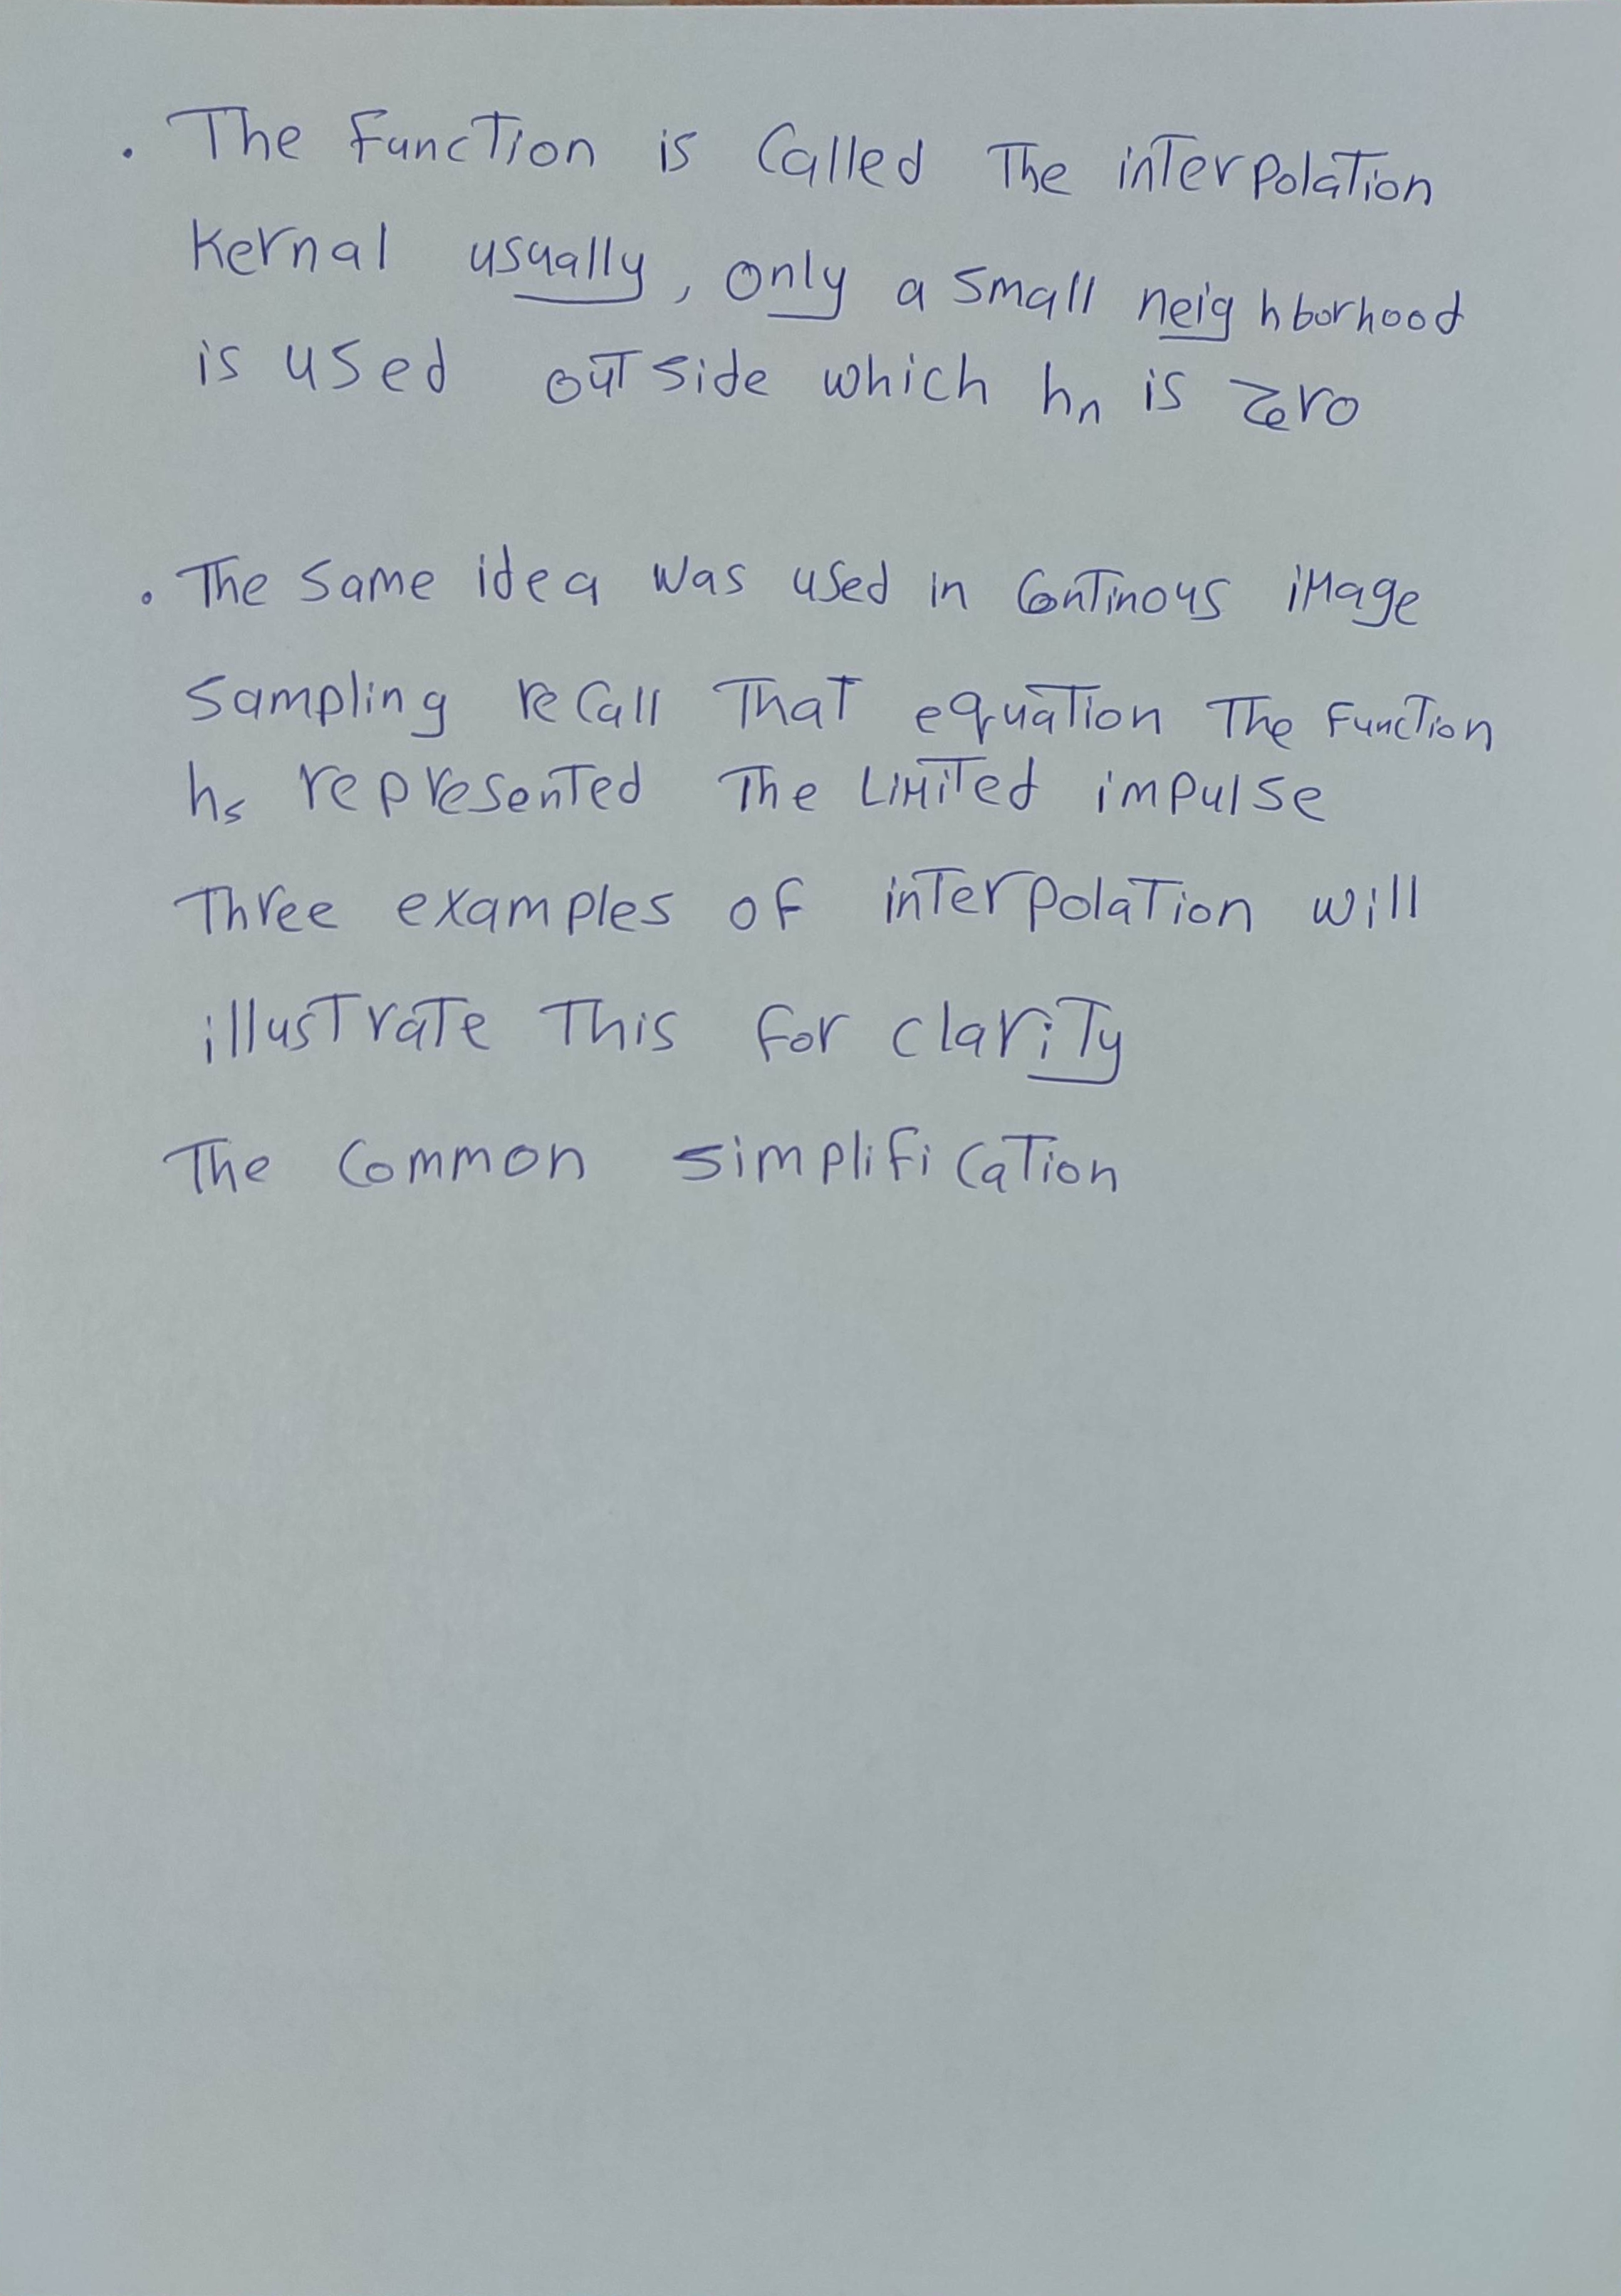 . The Function is Called The interpolation
Kernal usually, only a small neighborhood
is used outside which hn is zero
. The same idea was used in Continous image
Sampling recall That equation The Function
hs represented The Limited impulse
Three examples of interpolation will
illustrate This for clarity
The Common simplification